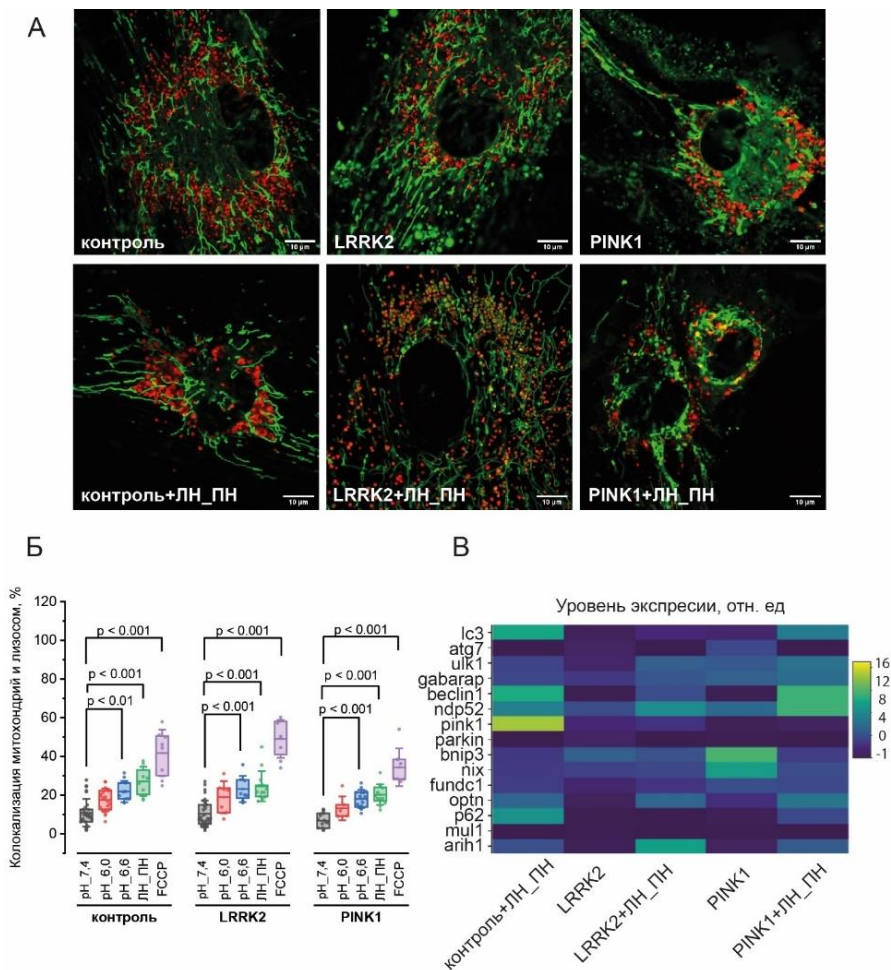 А
контроль
10 µm
LRRK2
10 µm
PINK1
10 µm
контроль+ЛН_ПН
10 µm
LRRK2+ЛН_ПН
10 µm
PINK1+ЛН_ПН
10 µm
Б
Колокализация митохондрий и лизосом, %
120
100
80
60
40
20
0
p < 0.001
p < 0.001
p < 0.01
p < 0.001
p < 0.001
p < 0.001
p < 0.001
p < 0.001
p < 0.001
pH_7,4
pH_6,0
pH_6,6
ЛН_ПН
FCCP
pH_7,4
pH_6,0
pH_6,6
ЛН_ПН
FCCP
pH_7,4
pH_6,0
pH_6,6
ЛН_ПН
FCCP
контроль
LRRK2
PINK1
В
Уровень экспресии, отн. ед
lc3
atg7
ulk1
gabarap
beclin1
ndp52
pink1
parkin
bnip3
nix
fundc1
optn
p62
mul1
arih1
16
12
8
4
0
-1
контроль+ЛН_ПН
LRRK2
LRRK2+ЛН_ПН
PINK1
PINK1+ЛН_ПН